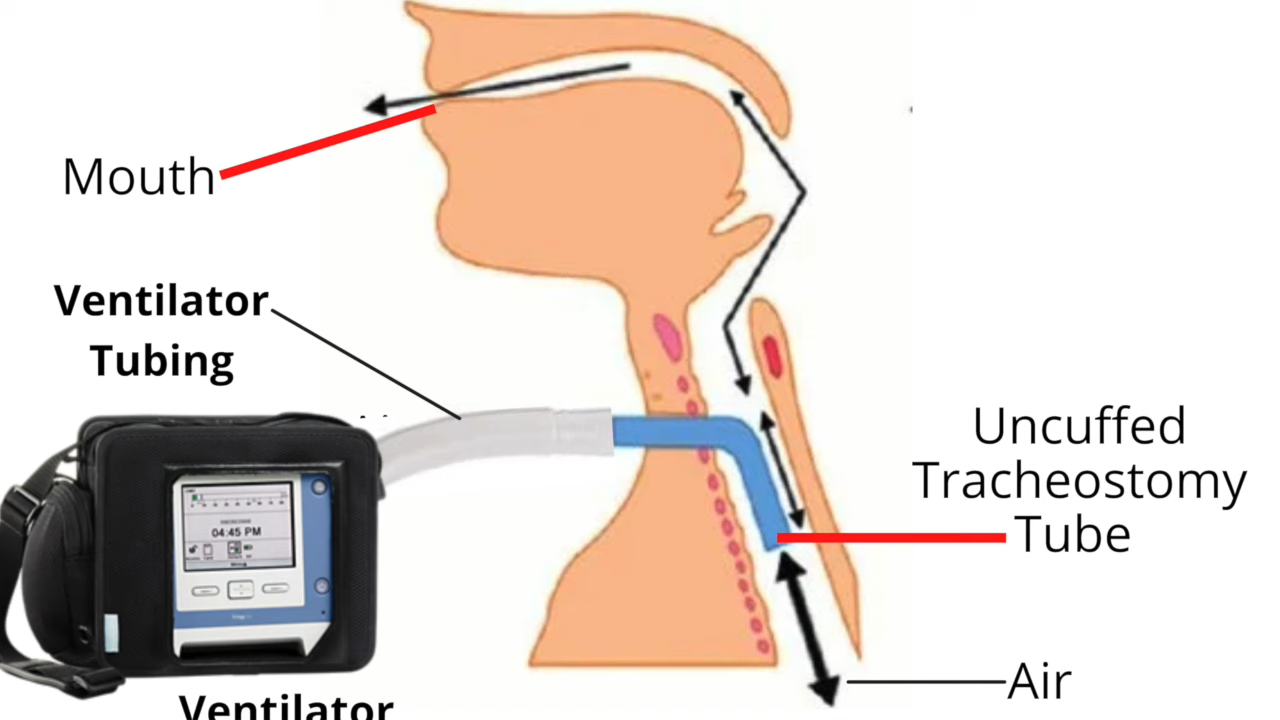 Mouth
Ventilator
Tubing
04:45 PM
Uncuffed
Tracheostomy
Tube
Air
Ventilator